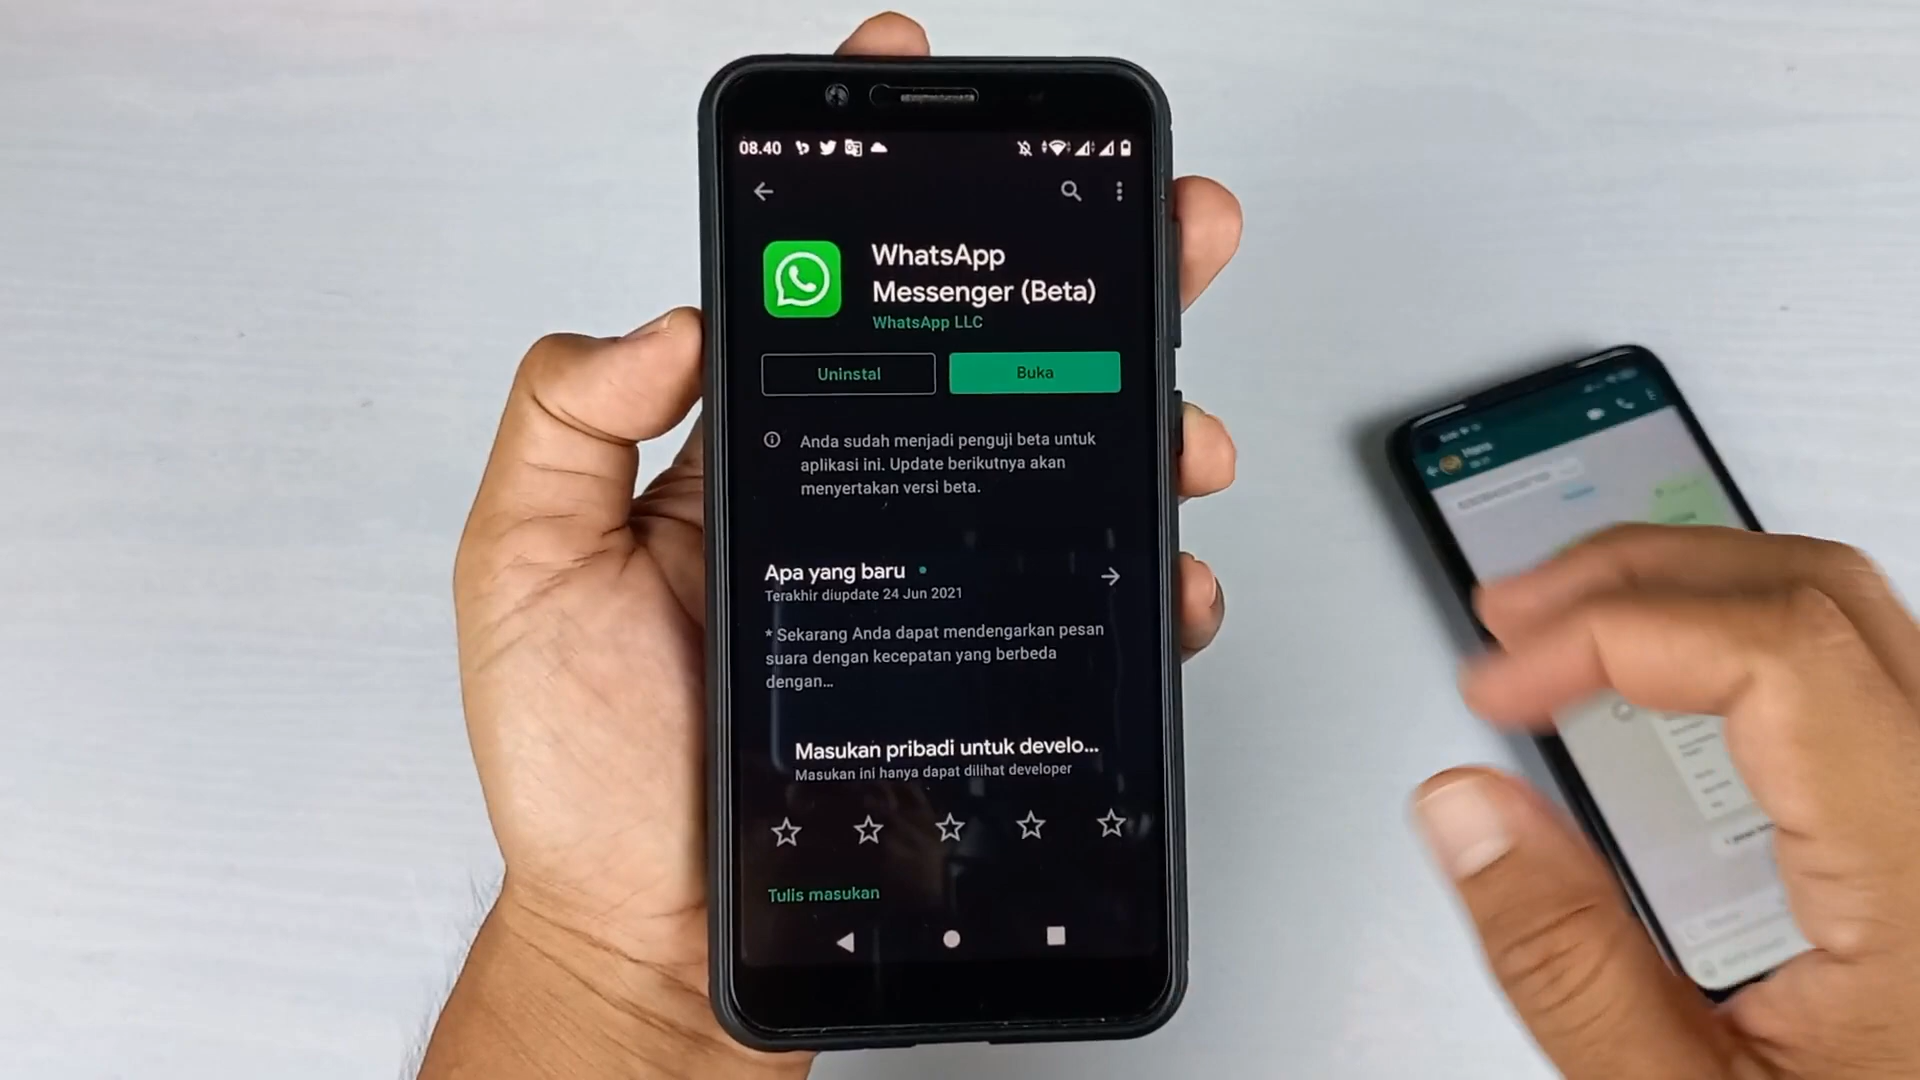 08.40
WhatsApp
Messenger (Beta)
WhatsApp LLC
Uninstal
Buka
Anda sudah menjadi penguji beta untuk
aplikasi ini. Update berikutnya akan
menyertakan versi beta.
Apa yang baru
Terakhir diupdate 24 Jun 2021
* Sekarang Anda dapat mendengarkan pesan
suara dengan kecepatan yang berbeda
dengan...
Masukan pribadi untuk develo...
Masukan ini hanya dapat dilihat developer
Tulis masukan